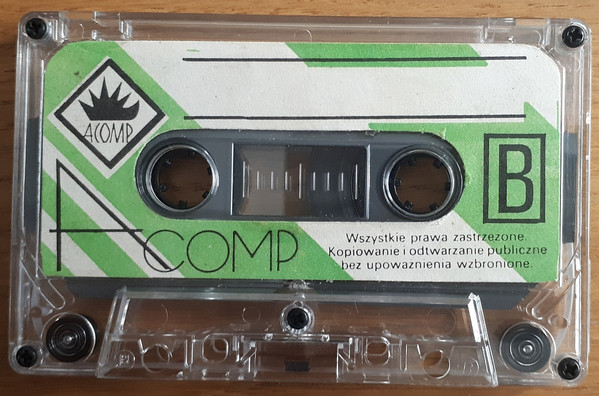 ACOMP
B
ACOMP
Wszystkie prawa zastrzeżone.
Kopiowanie i odtwarzanie publiczne
bez upoważnienia wzbronione.